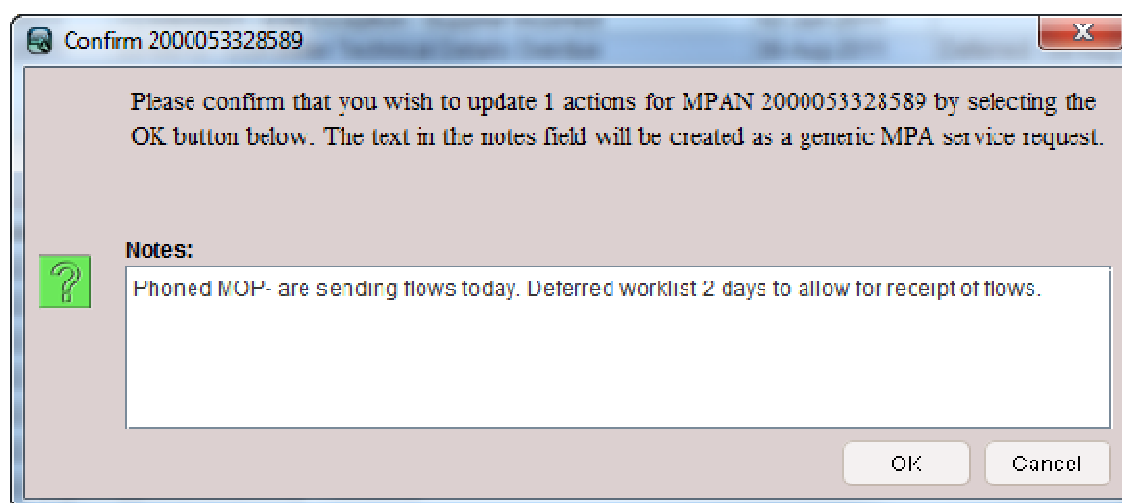 Confirm 2000053328589
Please confirm that you wish to update 1 actions for MPAN 2000053328589 by selecting the
OK button below. The text in the notes field will be created as a generic MPA service request.
Notes:
Phoned MOP- are sending flows today. Deferred worklist 2 days to allow for receipt of flows.
OK
Cancel